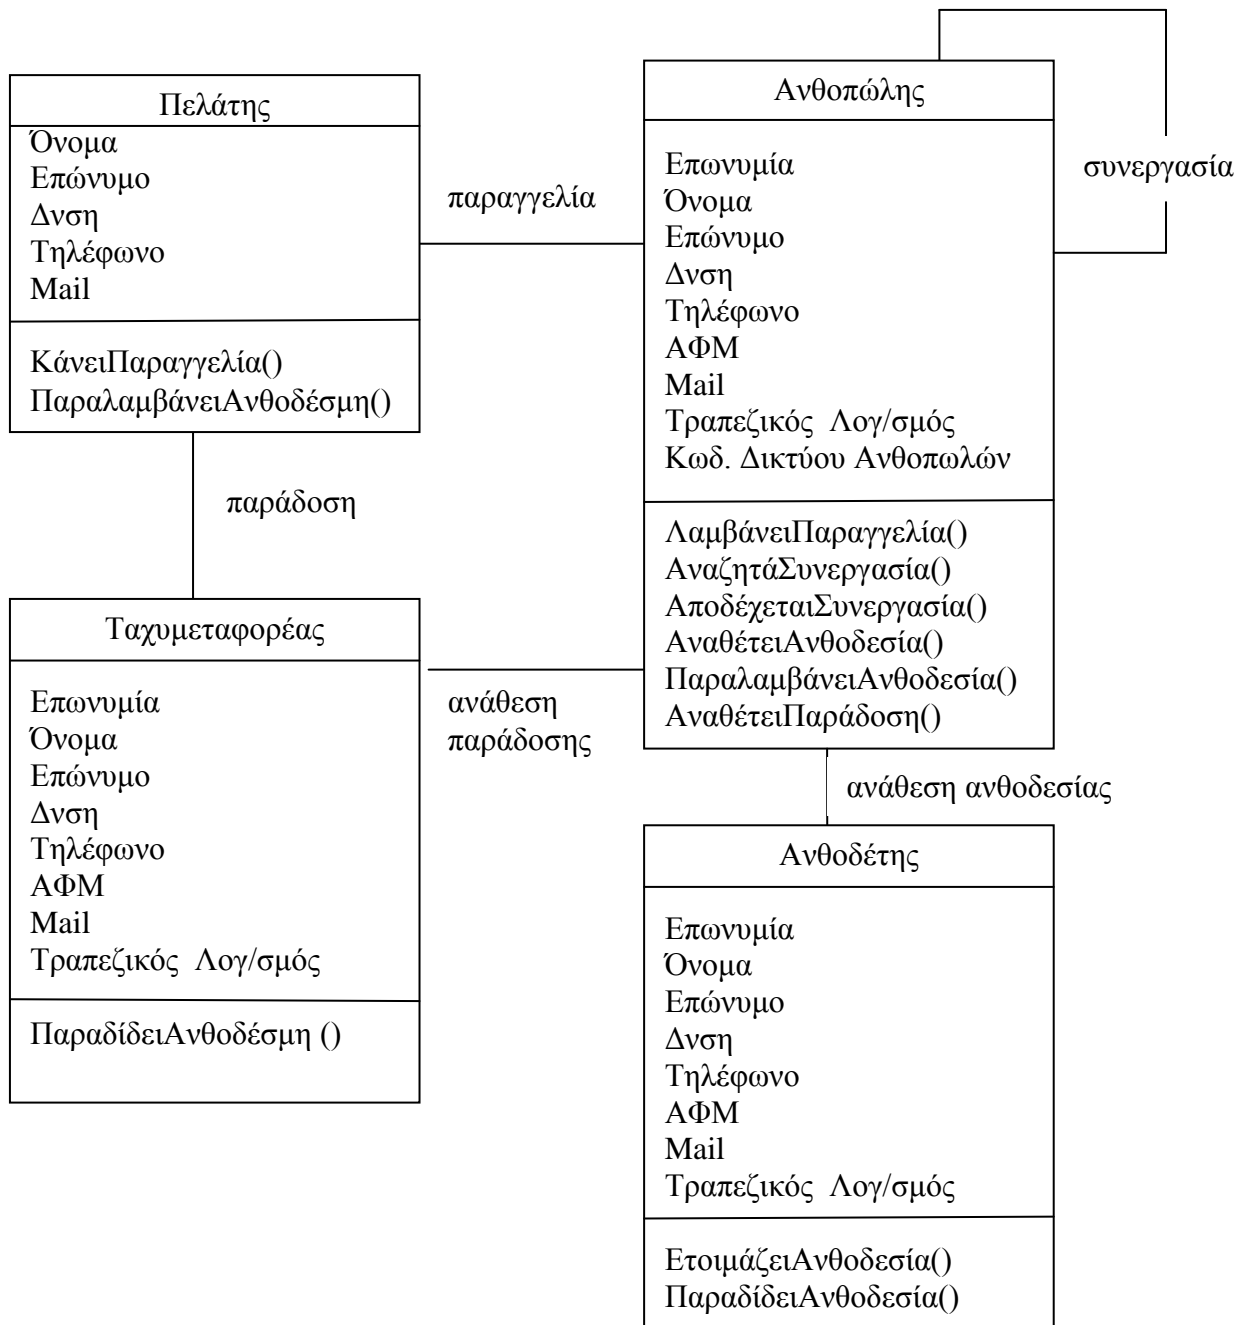 Πελάτης
Όνομα
Επώνυμο
Δνση
Τηλέφωνο
Mail
ΚάνειΠαραγγελία()
ΠαραλαμβάνειΑνθοδέσμη()
παραγγελία
Ανθοπώλης
Επωνυμία
Όνομα
Επώνυμο
Δνση
Τηλέφωνο
ΑΦΜ
Mail
Τραπεζικός Λογ/σμός
Κωδ. Δικτύου Ανθοπωλών
ΛαμβάνειΠαραγγελία()
ΑναζητάΣυνεργασία()
ΑποδέχεταιΣυνεργασία()
ΑναθέτειΑνθοδεσία()
ΠαραλαμβάνειΑνθοδεσία()
ΑναθέτειΠαράδοση()
συνεργασία
παράδοση
Ταχυμεταφορέας
Επωνυμία
Όνομα
Επώνυμο
Δνση
Τηλέφωνο
ΑΦΜ
Mail
Τραπεζικός Λογ/σμός
ΠαραδίδειΑνθοδέσμη ()
ανάθεση
παράδοσης
ανάθεση ανθοδεσίας
Ανθοδέτης
Επωνυμία
Όνομα
Επώνυμο
Δνση
Τηλέφωνο
ΑΦΜ
Mail
Τραπεζικός Λογ/σμός
ΕτοιμάζειΑνθοδεσία()
ΠαραδίδειΑνθοδεσία()